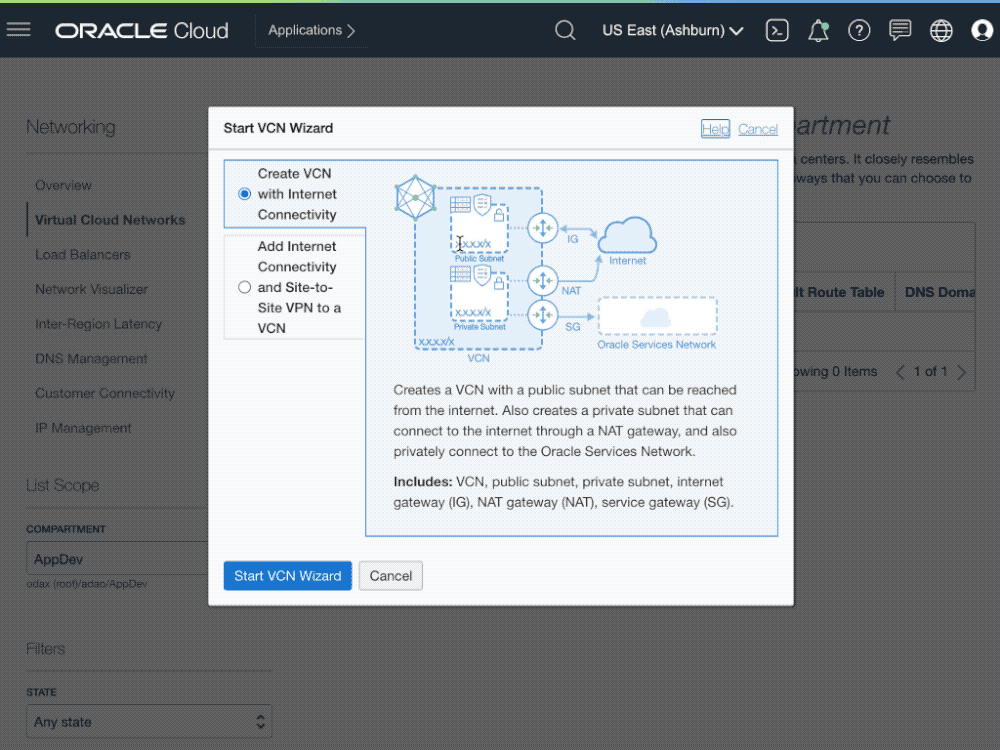 ORACLE Cloud
Applications
US East (Ashburn)
Networking
Overview
Virtual Cloud Networks
Load Balancers
Network Visualizer
Inter-Region Latency
DNS Management
Customer Connectivity
IP Management
List Scope
COMPARTMENT
AppDev
odax (root)/adao/AppDev
Filters
STATE
Any state
artment
centers. It closely resembles
ways that you can choose to
lt Route Table
DNS Doma
owing 0 Items
1 of 1
Start VCN Wizard
Help
Cancel
Create VCN
with Internet
Connectivity
Add Internet
Connectivity
and Site-to-
Site VPN to a
VCN
x.x.x.x/x
Public Subnet
x.x.x.x/x
Private Subnet
x.x.x.x/x
VCN
IG
NAT
SG
Internet
Oracle Services Network
Creates a VCN with a public subnet that can be reached
from the internet. Also creates a private subnet that can
connect to the internet through a NAT gateway, and also
privately connect to the Oracle Services Network.
Includes: VCN, public subnet, private subnet, internet
gateway (IG), NAT gateway (NAT), service gateway (SG).
Start VCN Wizard
Cancel